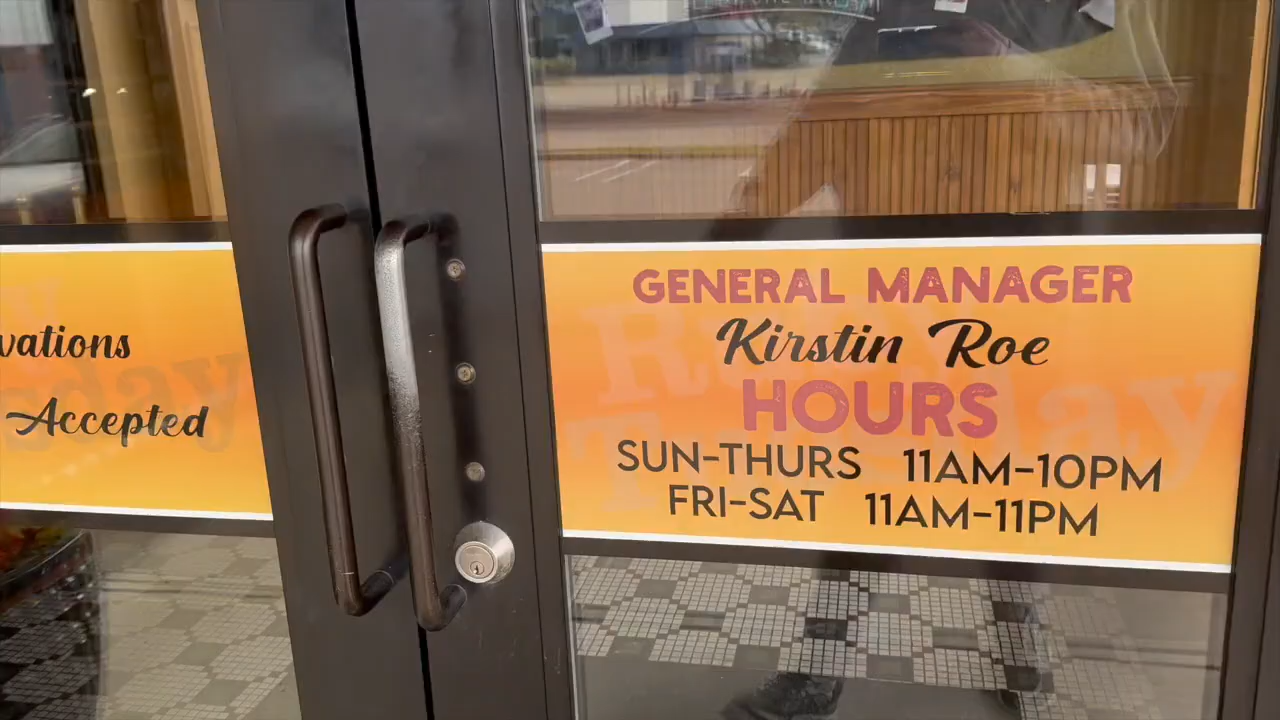 vations
Accepted
GENERAL MANAGER
Kirstin Roe
HOURS
SUN-THURS 11AM-10PM
FRI-SAT 11AM-11PM